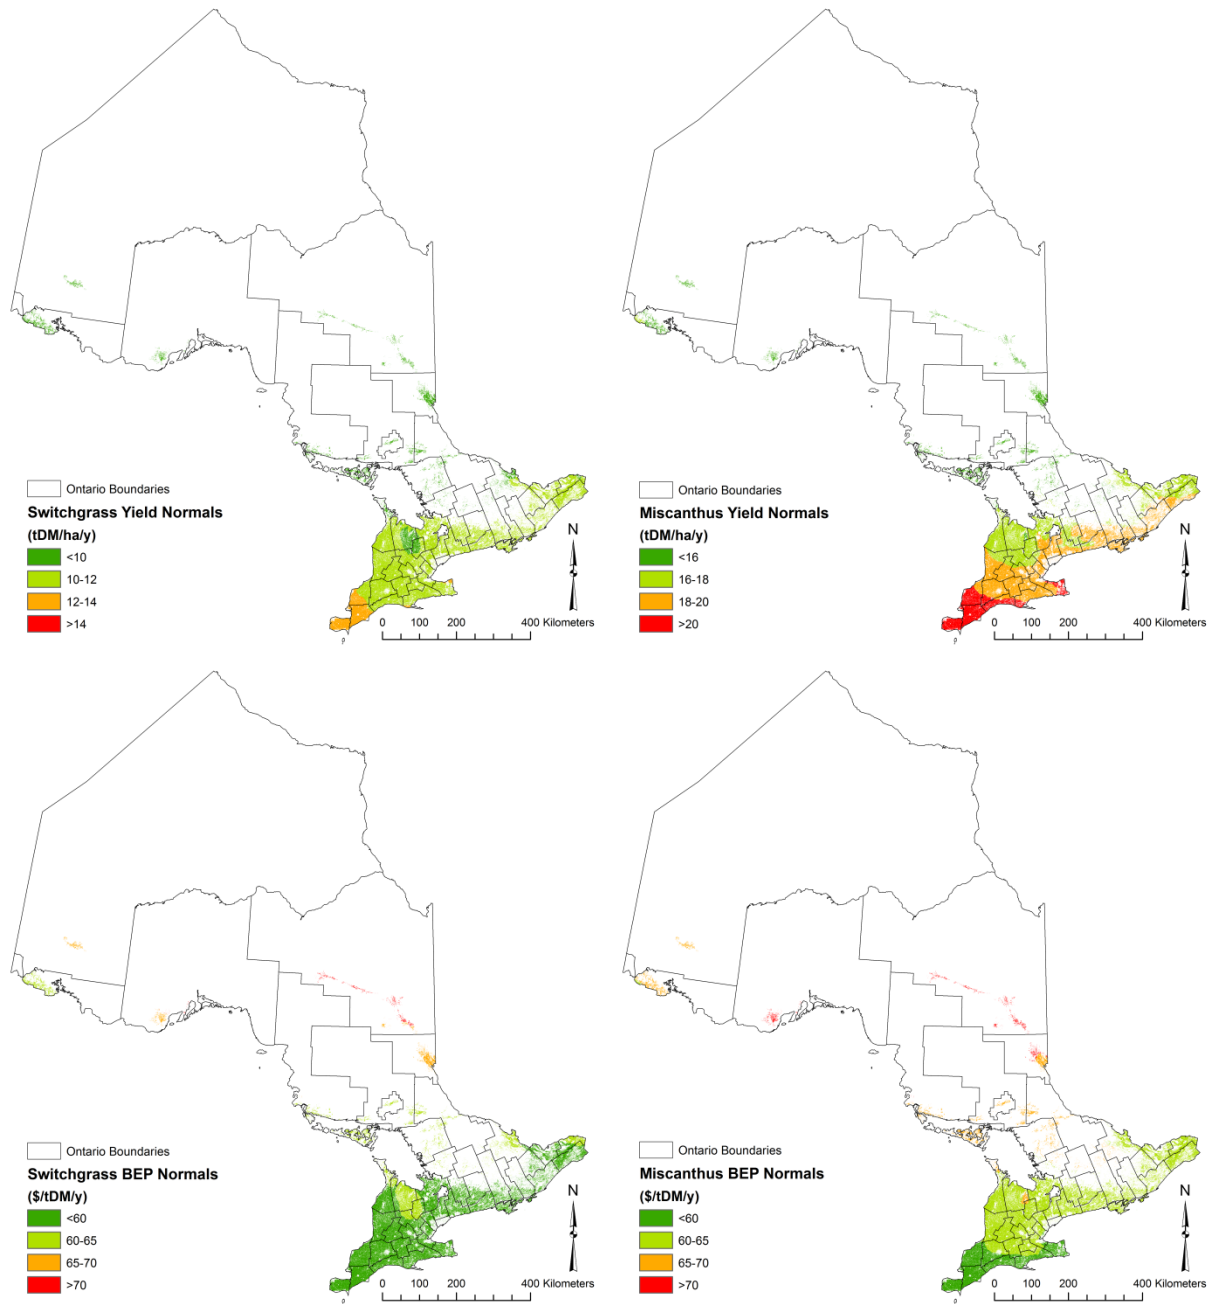 Ontario Boundaries
Switchgrass Yield Normals
(tDM/ha/y)
<10
10-12
12-14
>14
N
0 100 200 400 Kilometers
Ontario Boundaries
Miscanthus Yield Normals
(tDM/ha/y)
<16
16-18
18-20
>20
N
0 100 200 400 Kilometers
Ontario Boundaries
Switchgrass BEP Normals
($/tDM/y)
<60
60-65
65-70
>70
N
0 100 200 400 Kilometers
Ontario Boundaries
Miscanthus BEP Normals
($/tDM/y)
<60
60-65
65-70
>70
N
0 100 200 400 Kilometers